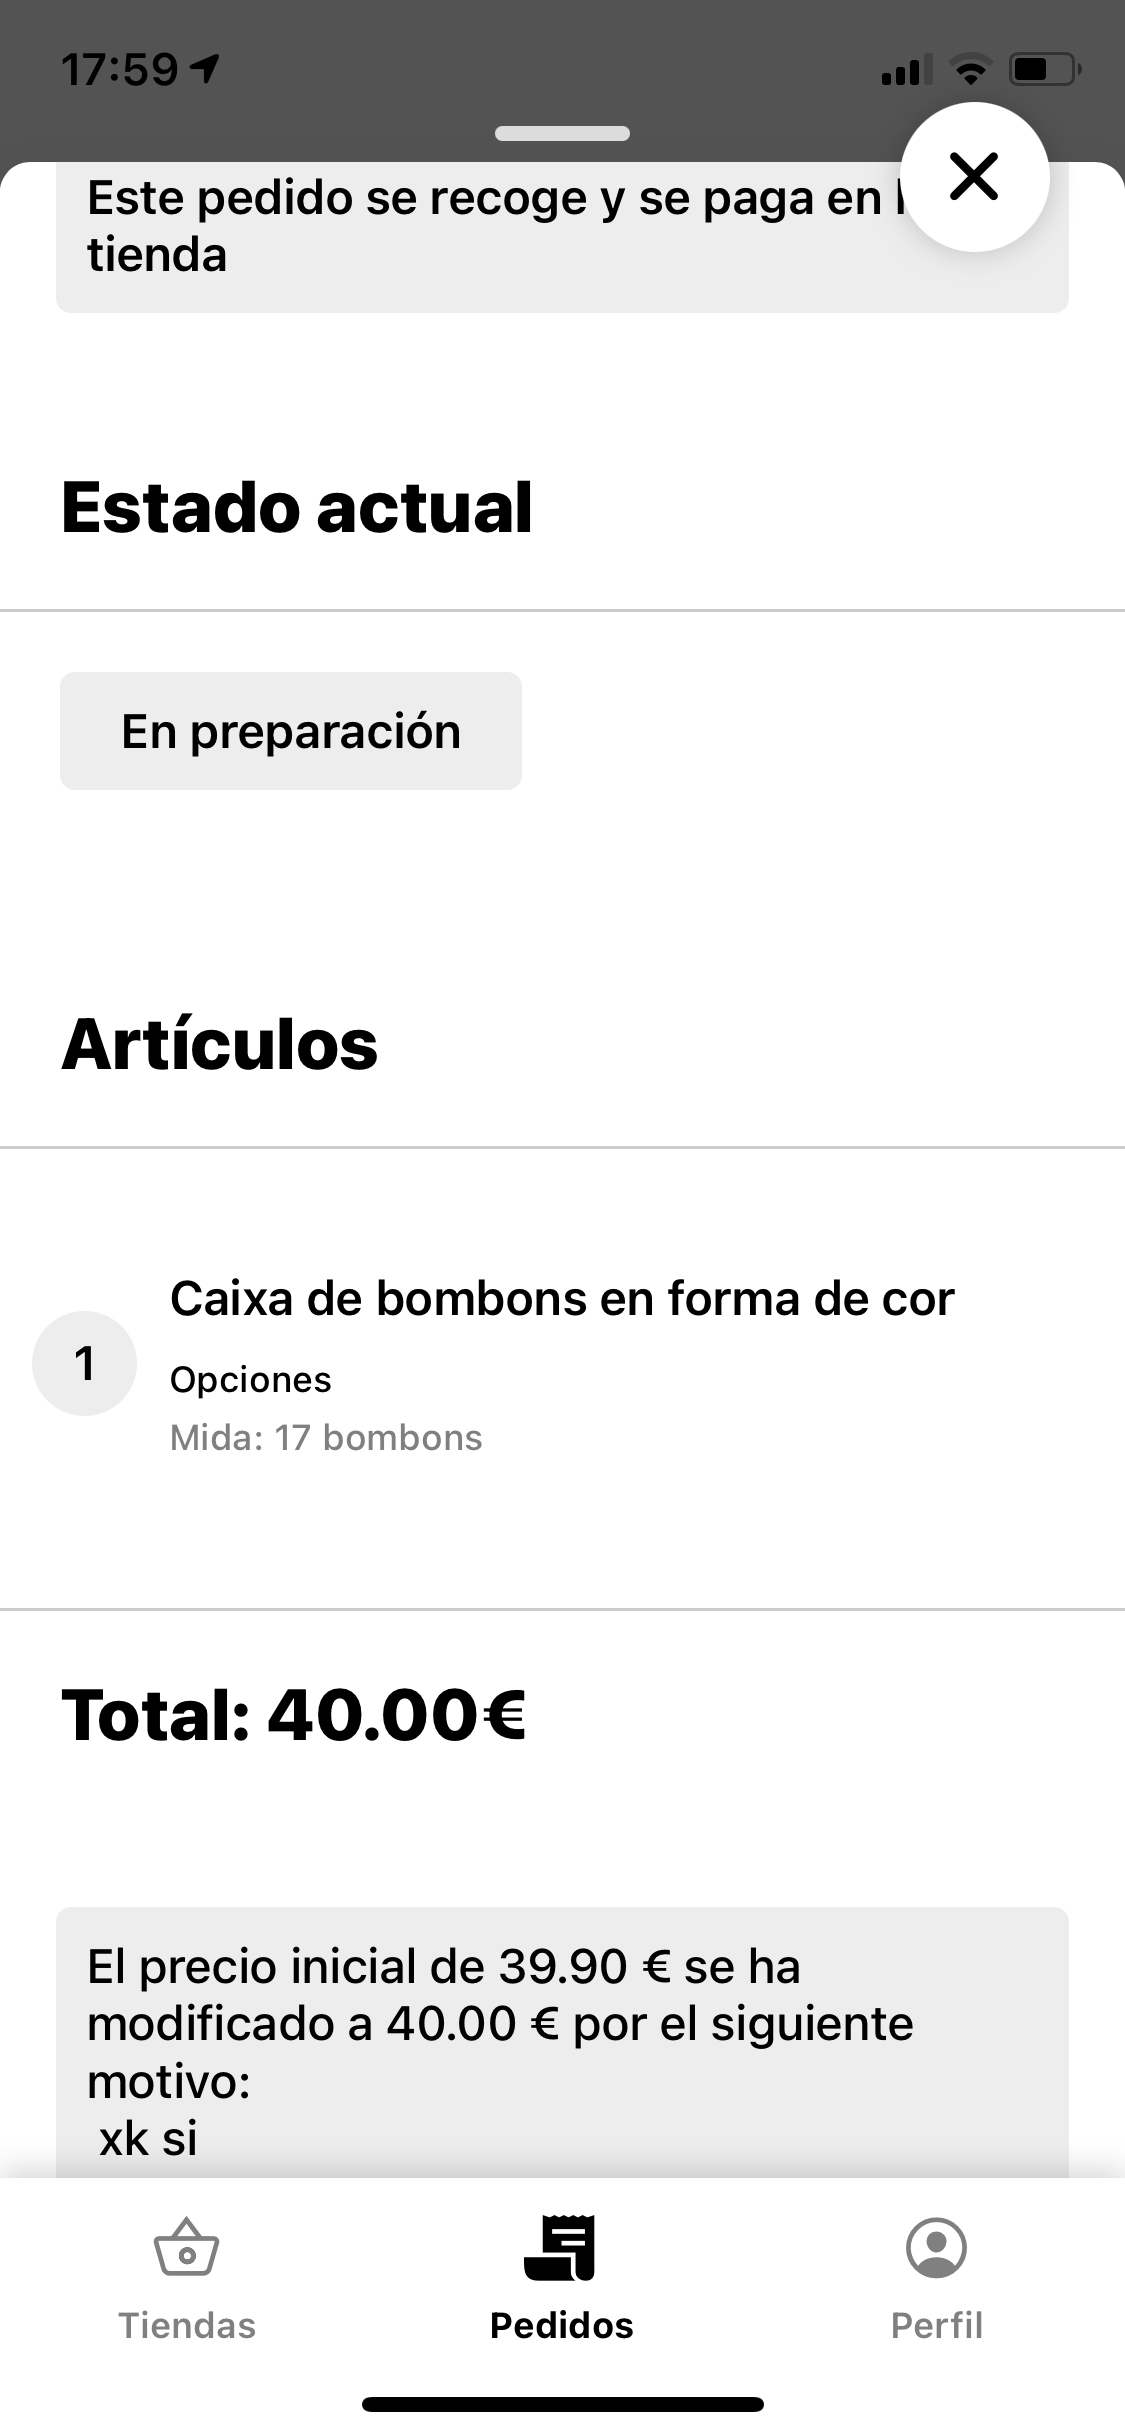 17:59
Este pedido se recoge y se paga en
tienda
Estado actual
En preparación
Artículos
1
Caixa de bombons en forma de cor
Opciones
Mida: 17 bombons
Total: 40.00€
El precio inicial de 39.90 € se ha
modificado a 40.00 € por el siguiente
motivo:
xk si
Tiendas
Pedidos
Perfil